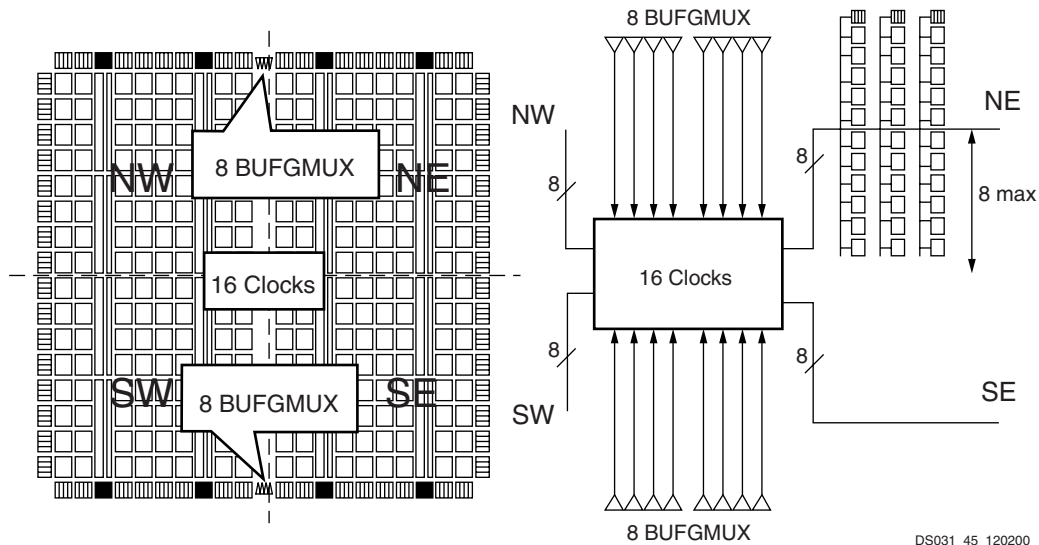 NW
8 BUFGMUX
NE
16 Clocks
SW
8 BUFGMUX
SE
8 BUFGMUX
NW
NE
8
8
8 max
16 Clocks
8
8
SW
SE
8 BUFGMUX
DS031_45_120200